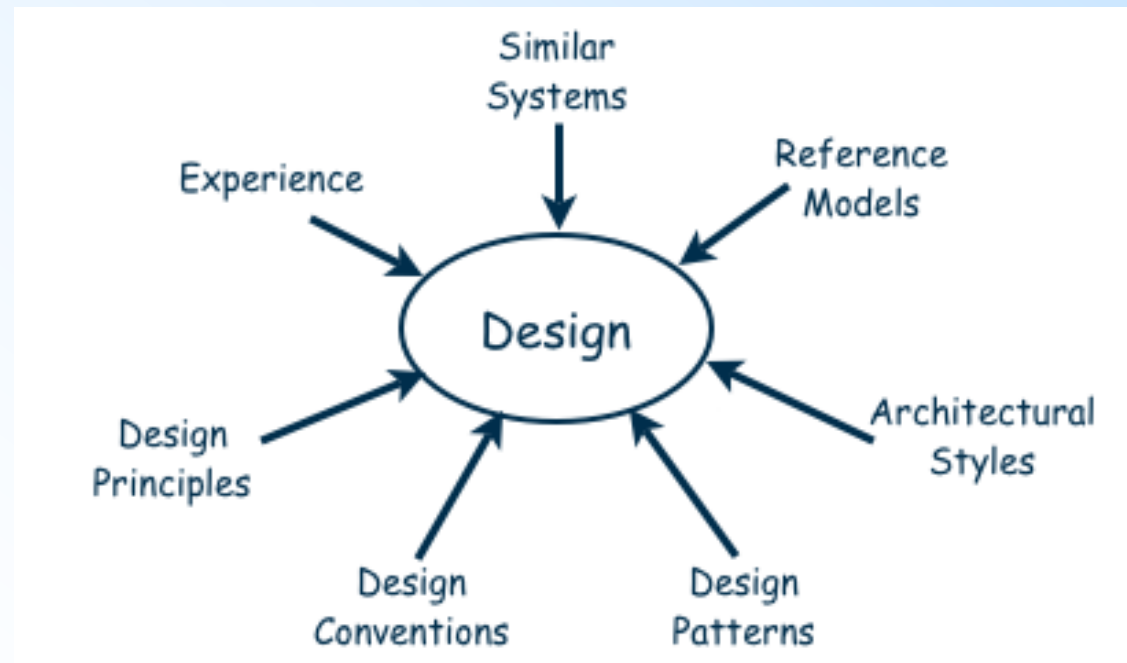 Similar
Systems
Experience
Reference
Models
Design
Design
Principles
Architectural
Styles
Design
Conventions
Design
Patterns